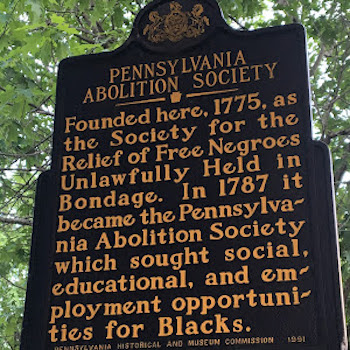 PENNSYLVANIA
ABOLITION SOCIETY
Founded here, 1775, as
the Society for the
Relief of Free Negroes
Unlawfully Held in
Bondage. In 1787 it
became the Pennsylva-
nia Abolition Society
which sought social,
educational, and em-
ployment opportuni-
ties for Blacks.
PENNSYLVANIA HISTORICAL AND MUSEUM COMMISSION 1991